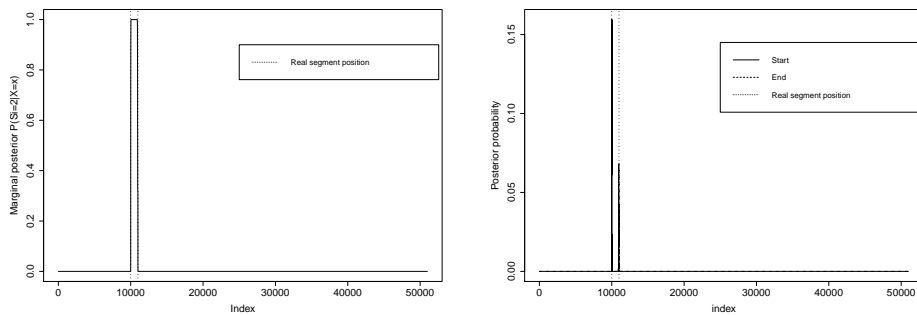 Marginal posterior P(Si=2|X=x)
1.0
0.8
0.6
0.4
0.2
0.0
Real segment position
0 10000 20000 30000 40000 50000
Index
Posterior probability
0.15
0.10
0.05
0.00
Start
End
Real segment position
0 10000 20000 30000 40000 50000
index